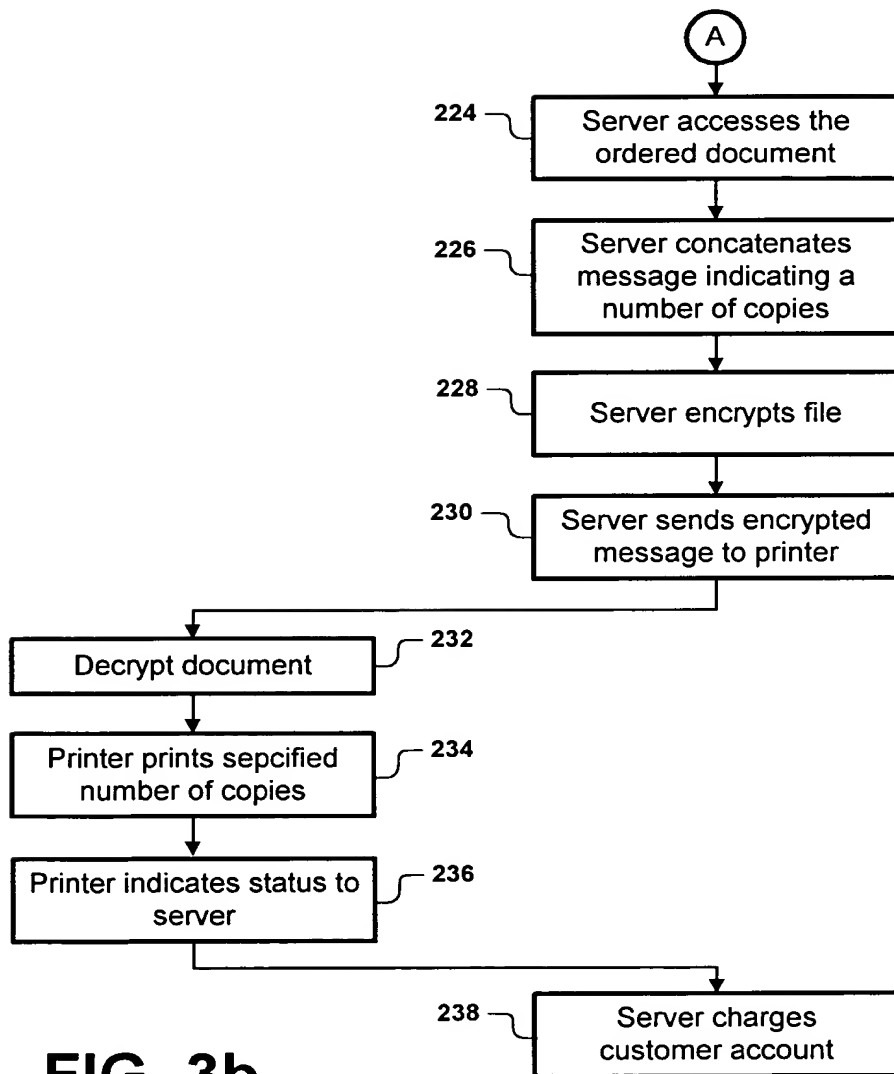 A
224
Server accesses the
ordered document
226
Server concatenates
message indicating a
number of copies
228
Server encrypts file
230
Server sends encrypted
message to printer
232
Decrypt document
234
Printer prints sepcified
number of copies
236
Printer indicates status to
server
238
Server charges
customer account
FIG. 3b